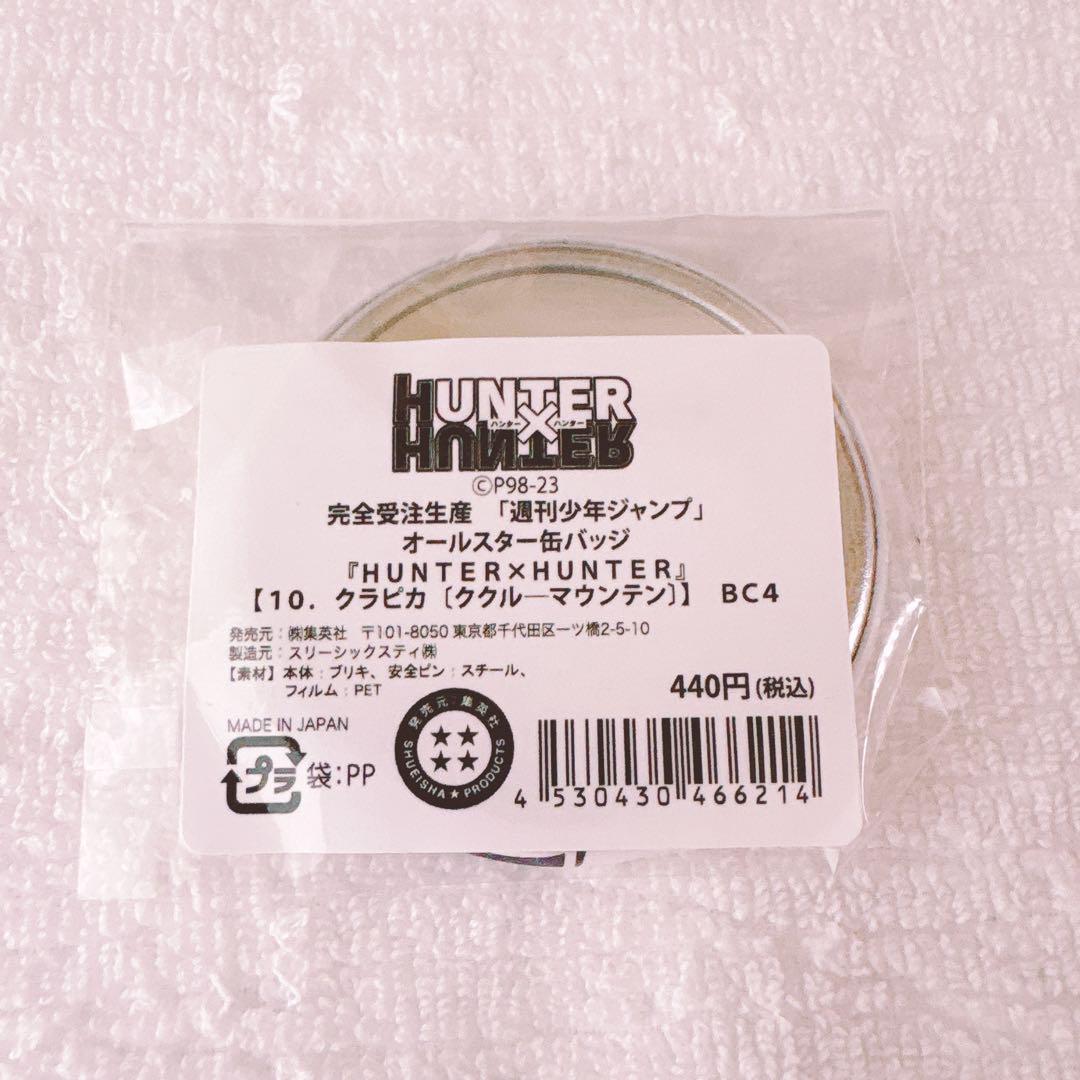 HUNTER
×
ハンター ハンター
HUNTER
ⓒP98-23
完全受注生産 「週刊少年ジャンプ」
オールスター缶バッジ
『HUNTER×HUNTER』
【10. クラピカ〔ククル―マウンテン〕】 BC4
発売元:㈱集英社 〒101-8050 東京都千代田区一ツ橋2-5-10
製造元:スリーシックスティ㈱
【素材】本体:ブリキ、安全ピン:スチール、
フィルム:PET
440円(税込)
MADE IN JAPAN
プラ 袋:PP
発売元・集英社
SHUEISHA★PRODUCTS
4 530430 466214